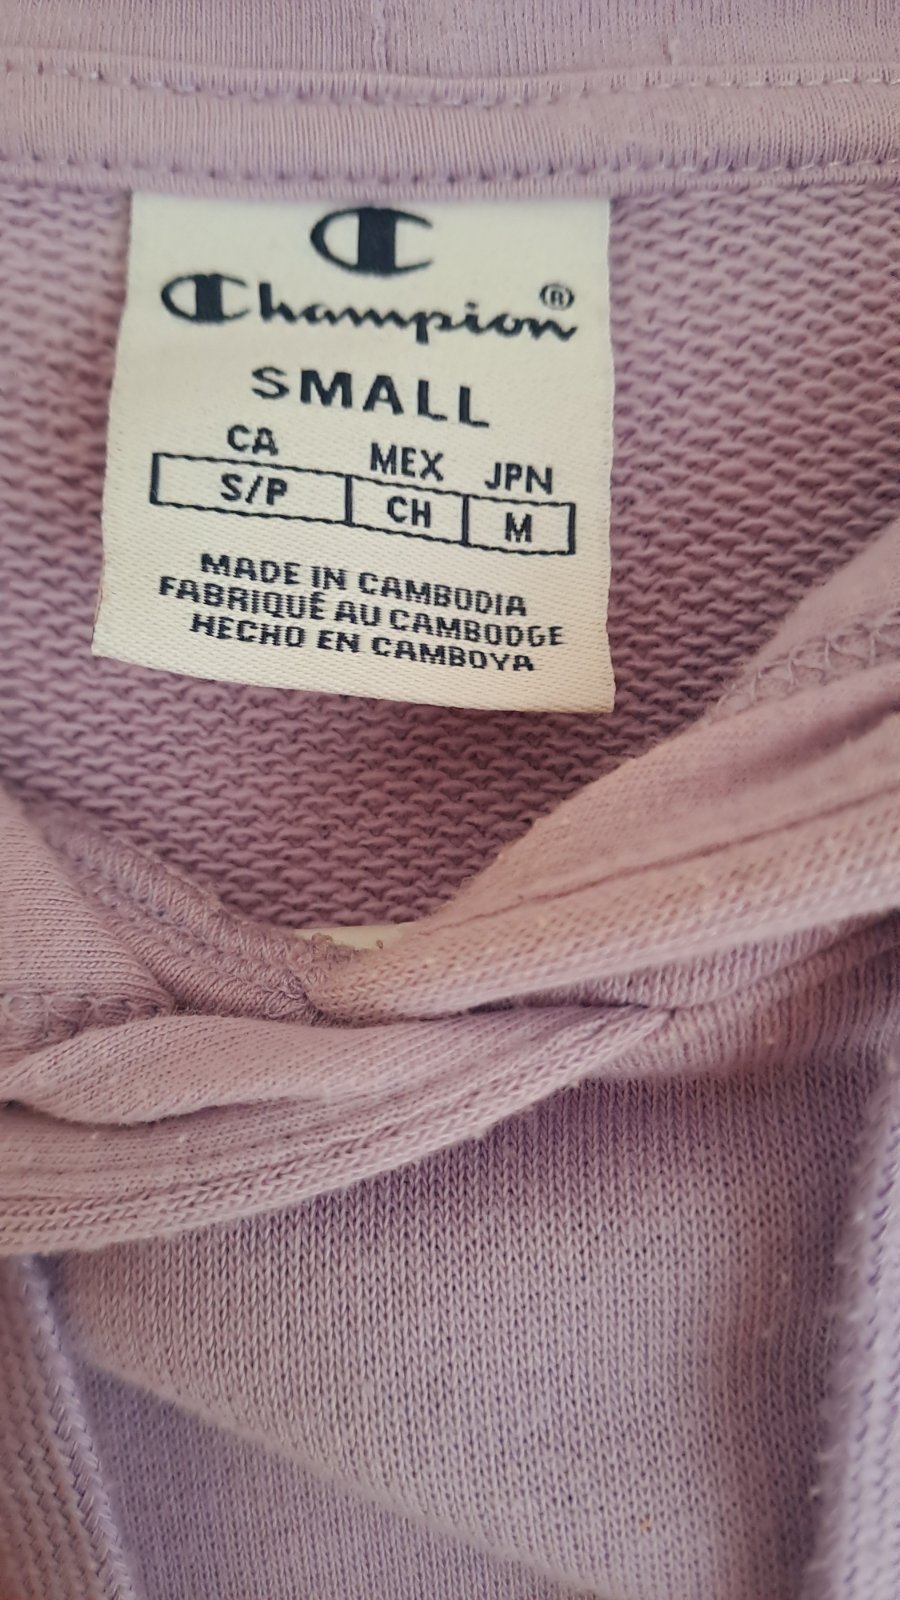 Champion®
SMALL
CA MEX JPN
S/P CH M
MADE IN CAMBODIA
FABRIQUÉ AU CAMBODGE
HECHO EN CAMBOYA